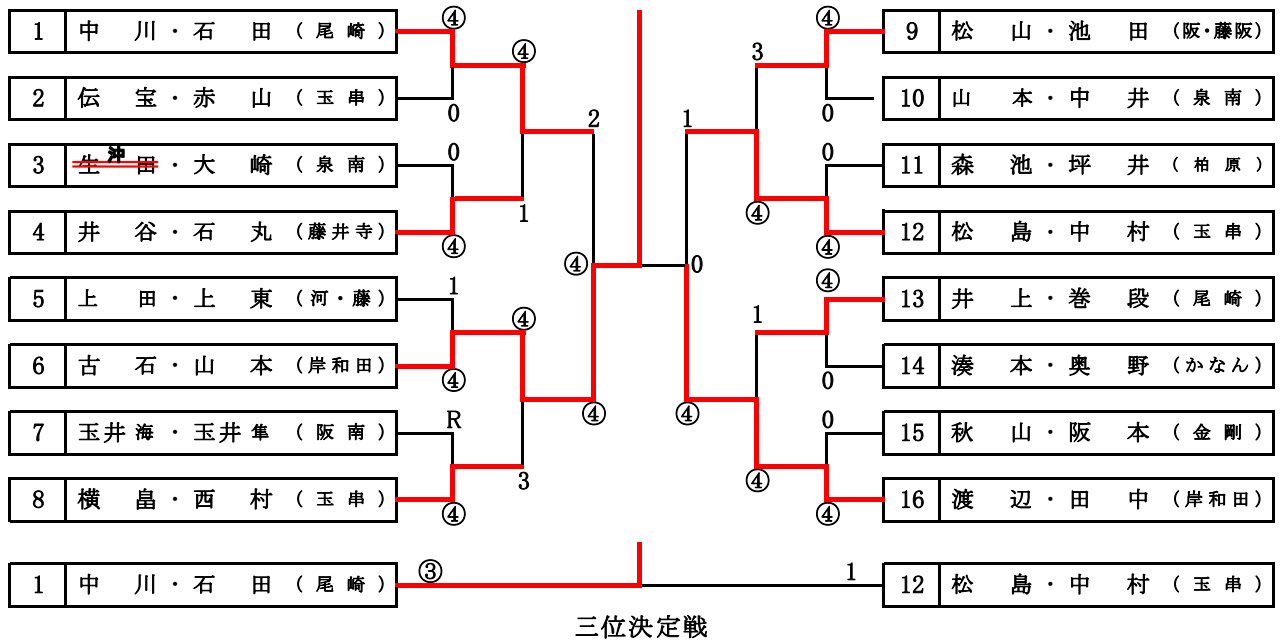 1 中川・石田 (尾崎)
④
0
2 伝宝・赤山 (玉串)
④
3 生田・大崎 (泉南)
沖
0
④
1
4 井谷・石丸 (藤井寺)
2
④
5 上田・上東 (河・藤)
1
④
6 古石・山本 (岸和田)
④
④
7 玉井海・玉井隼 (阪南)
R
④
3
8 横畠・西村 (玉串)
9 松山・池田 (阪・藤阪)
④
0
3
10 山本・中井 (泉南)
1
11 森池・坪井 (柏原)
0
④
④
12 松島・中村 (玉串)
0
13 井上・巻段 (尾崎)
④
0
1
14 湊本・奥野 (かなん)
④
15 秋山・阪本 (金剛)
0
④
④
16 渡辺・田中 (岸和田)
1 中川・石田 (尾崎)
③
1
12 松島・中村 (玉串)
三位決定戦